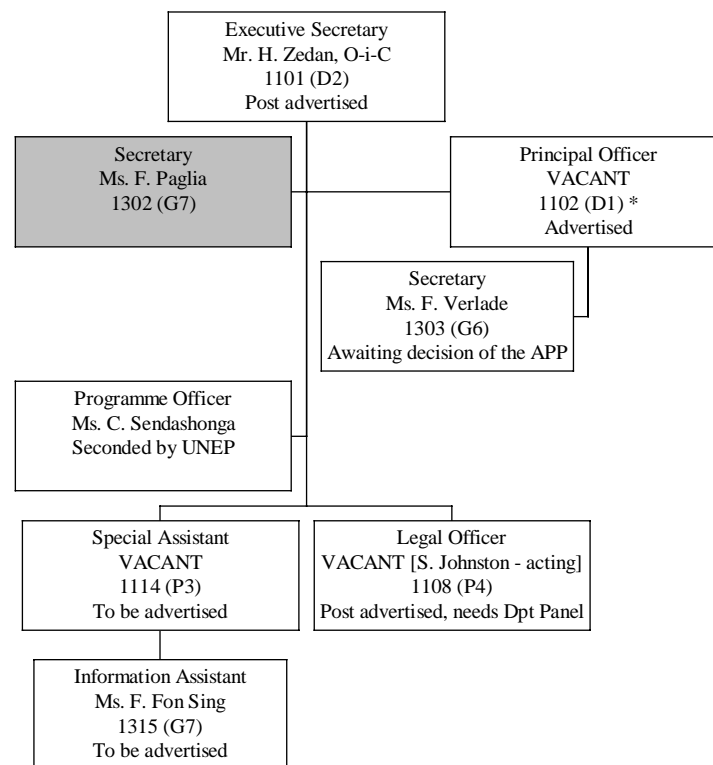 Executive Secretary
Mr. H. Zedan, O-i-C
1101 (D2)
Post advertised
Secretary
Ms. F. Paglia
1302 (G7)
Principal Officer
VACANT
1102 (D1) *
Advertised
Secretary
Ms. F. Verlade
1303 (G6)
Awaiting decision of the APP
Programme Officer
Ms. C. Sendashonga
Seconded by UNEP
Special Assistant
VACANT
1114 (P3)
To be advertised
Legal Officer
VACANT [S. Johnston - acting]
1108 (P4)
Post advertised, needs Dpt Panel
Information Assistant
Ms. F. Fon Sing
1315 (G7)
To be advertised